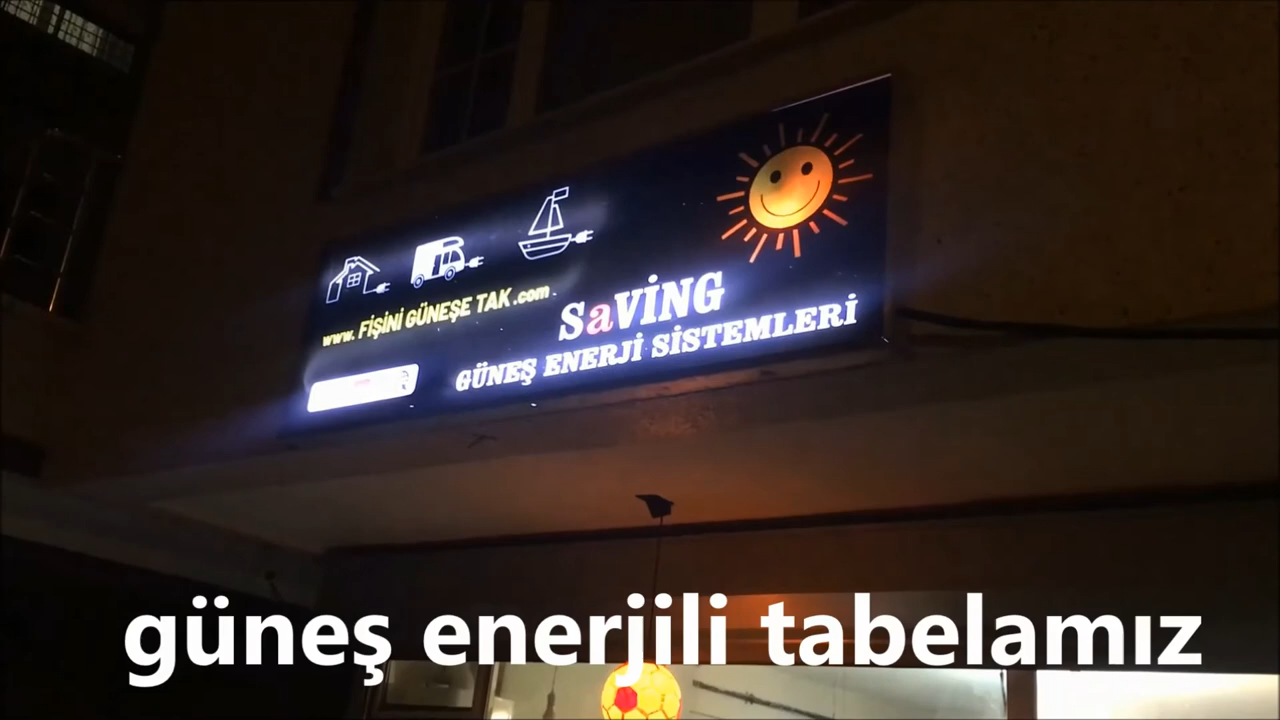 www. FİŞİNİ GÜNEŞE TAK .com
SaVİNG
GÜNEŞ ENERJİ SİSTEMLERİ
güneş enerjili tabelamız